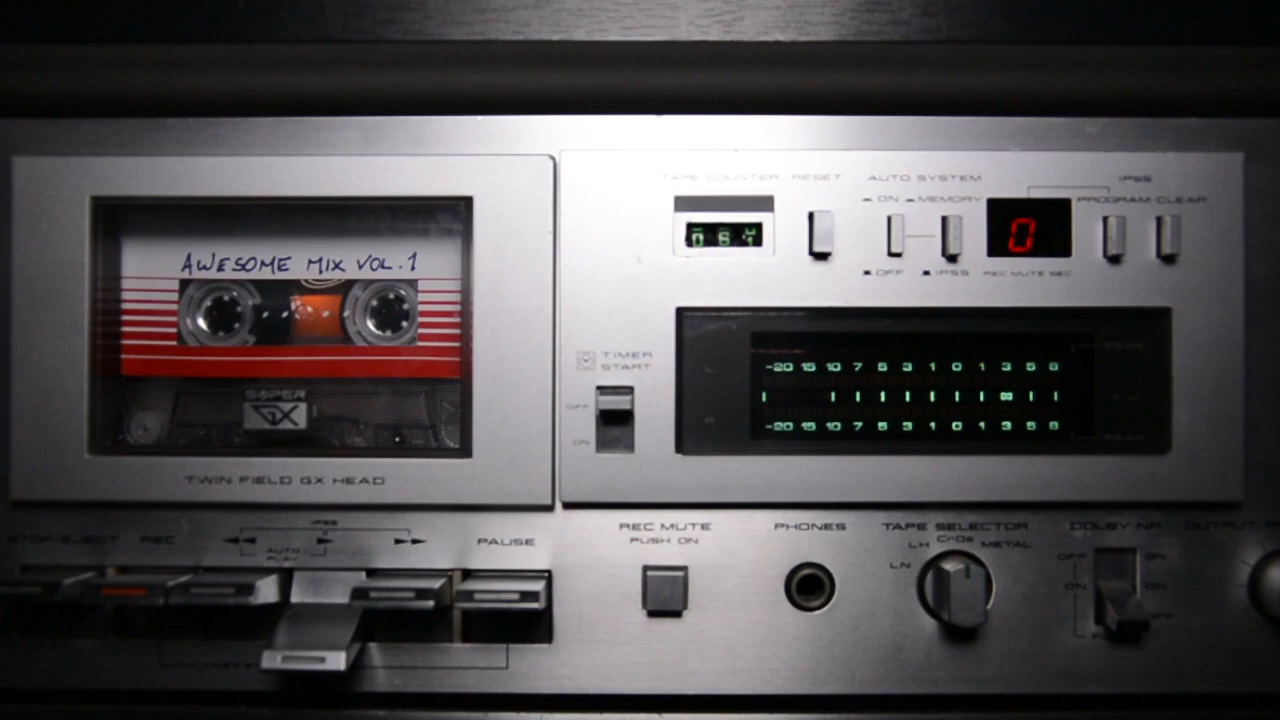 AWESOME MIX VOL.1
SUPER
GX
TWIN FIELD GX HEAD
TAPE COUNTER RESET
AUTO SYSTEM
IPSS
ON MEMORY
PROGRAM CLEAR
0
OFF IPSS
REC MUTE SEC.
TIMER
START
OFF
ON
PEAK
-20 15 10 7 5 3 1 0 1 3 5 8
-20 15 10 7 5 3 1 0 1 3 5 8
PEAK
STOP/EJECT
REC
IPSS
AUTO
PLAY
PAUSE
REC MUTE
PUSH ON
PHONES
TAPE SELECTOR
LN
LH
CrO2
METAL
DOLBY NR
OFF
ON
ON
ON
OFF
OUTPUT